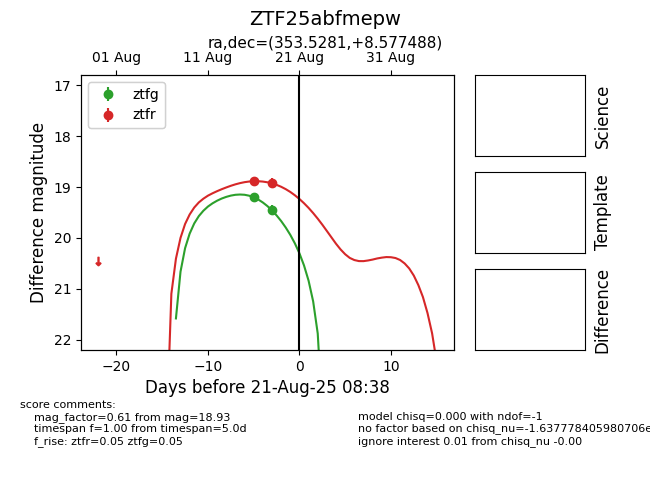 ZTF25abfmepw
ra,dec=(353.5281,+8.577488)
01 Aug 11 Aug 21 Aug 31 Aug
ztfg
ztfr
17
18
19
20
21
22
Difference magnitude
−20 −10 0 10
Days before 21-Aug-25 08:38
Science
Template
Difference
score comments:
mag_factor=0.61 from mag=18.93
timespan f=1.00 from timespan=5.0d
f_rise: ztfr=0.05 ztfg=0.05
model chisq=0.000 with ndof=-1
no factor based on chisq_nu=-1.637778405980706e
ignore interest 0.01 from chisq_nu -0.00